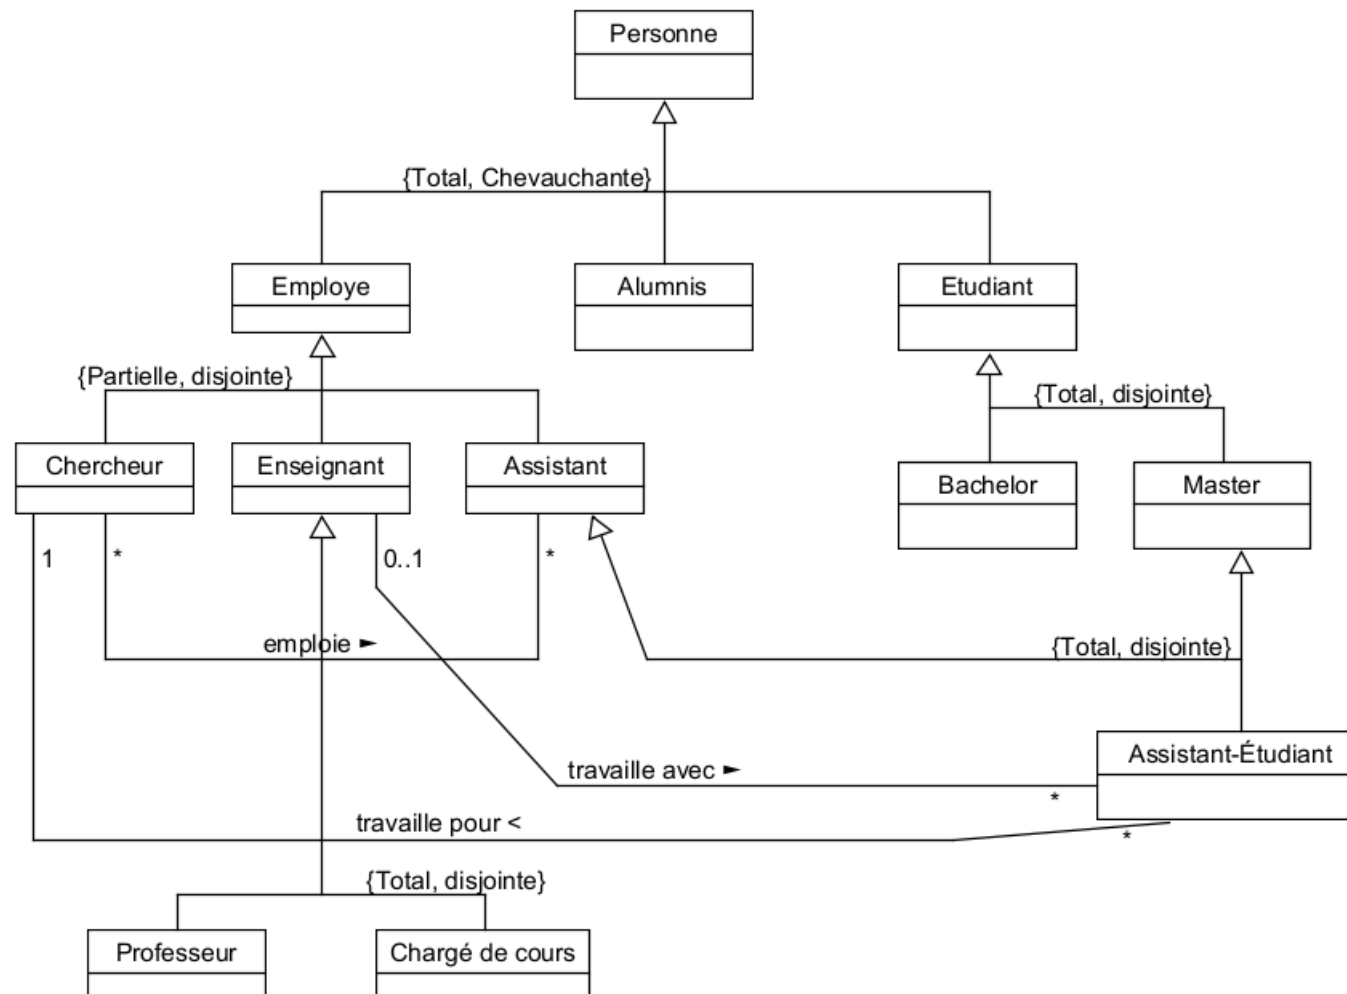 Personne
{Total, Chevauchante}
Employe
Alumnis
Etudiant
{Partielle, disjointe}
{Total, disjointe}
Chercheur
Enseignant
Assistant
Bachelor
Master
1
*
0..1
*
emploie ►
{Total, disjointe}
Assistant-Étudiant
travaille avec ►
*
travaille pour <
*
{Total, disjointe}
Professeur
Chargé de cours